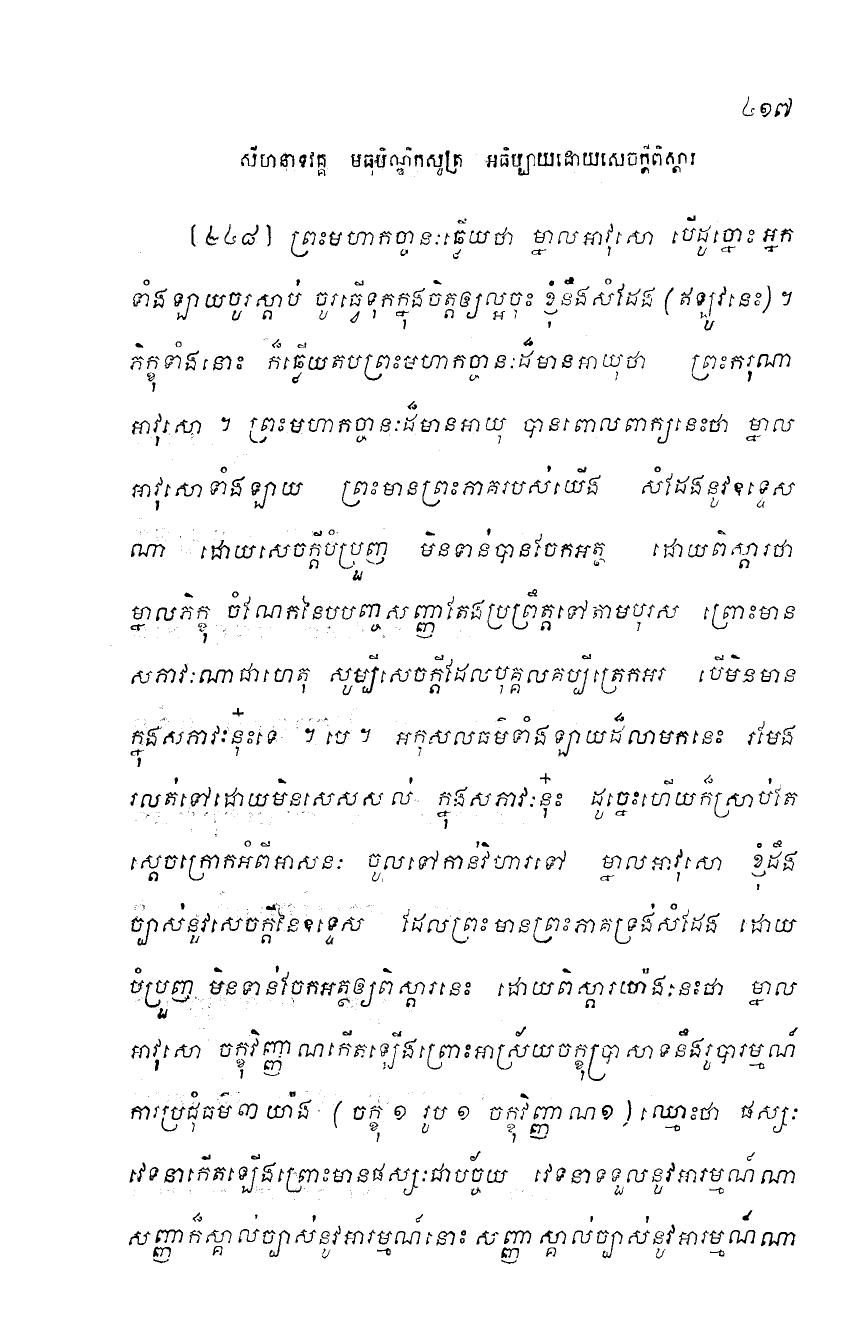 ៤១៧
សីហនាទវគ្គ មធុបិណ្ឌិកសូត្រ អធិប្បាយដោយសេចក្តីពិស្តារ
[២៤៨] ព្រះមហាកច្ចានៈឆ្លើយថា ម្នាលអាវុសោ បើដូច្នោះ អ្នក
ទាំងឡាយចូរស្តាប់ ចូរធ្វើទុកក្នុងចិត្តឲ្យល្អចុះ ខ្ញុំនឹងសំដែង (ឥឡូវនេះ) ។
ភិក្ខុទាំងនោះ ក៏ឆ្លើយតបព្រះមហាកច្ចានៈដ៏មានអាយុថា ព្រះករុណា
អាវុសោ ។ ព្រះមហាកច្ចានៈដ៏មានអាយុ បានពោលពាក្យនេះថា ម្នាល
អាវុសោទាំងឡាយ ព្រះមានព្រះភាគរបស់យើង សំដែងនូវឧទ្ទេស
ណា ដោយសេចក្តីបំប្រួញ មិនទាន់បានចែកអត្ថ ដោយពិស្តារថា
ម្នាលភិក្ខុ ចំណែកនៃបបញ្ចសញ្ញាតែងប្រព្រឹត្តទៅតាមបុរស ព្រោះមាន
សភាវៈណាជាហេតុ សូម្បីសេចក្តីដែលបុគ្គលគប្បីត្រេកអរ បើមិនមាន
ក្នុងសភាវៈនុ៎ះទេ ។ បេ ។ អកុសលធម៌ទាំងឡាយដ៏លាមកនេះ រមែង
រលត់ទៅដោយមិនសេសសល់ ក្នុងសភាវៈនុ៎ះ ដូច្នេះហើយក៏ស្រាប់តែ
ស្តេចក្រោកអំពីអាសនៈ ចូលទៅកាន់វិហារទៅ ម្នាលអាវុសោ ខ្ញុំដឹង
ច្បាស់នូវសេចក្តីនៃឧទ្ទេស ដែលព្រះមានព្រះភាគទ្រង់សំដែង ដោយ
បំប្រួញ មិនទាន់ចែកអត្ថឲ្យពិស្តារនេះ ដោយពិស្តារយ៉ាងៈនេះថា ម្នាល
អាវុសោ ចក្ខុវិញ្ញាណកើតឡើងព្រោះអាស្រ័យចក្ខុប្រាសាទនឹងរូបារម្មណ៍
ការប្រជុំធម៌ ៣ យ៉ាង (ចក្ខុ ១ រូប ១ ចក្ខុវិញ្ញាណ ១) ឈ្មោះថា ផស្សៈ
វេទនាកើតឡើងព្រោះមានផស្សៈជាបច្ច័យ វេទនាទទួលនូវអារម្មណ៍ណា
សញ្ញាក៏ស្គាល់ច្បាស់នូវអារម្មណ៍នោះ សញ្ញាស្គាល់ច្បាស់នូវអារម្មណ៍ណា